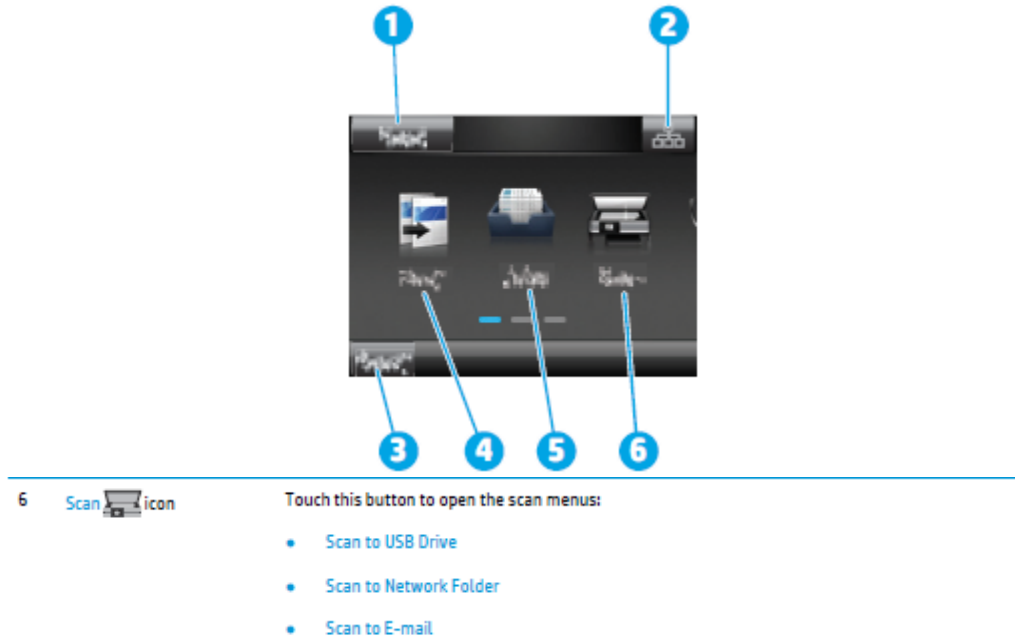 1
2
3
4
5
6
6 Scan icon Touch this button to open the scan menus:
• Scan to USB Drive
• Scan to Network Folder
• Scan to E-mail